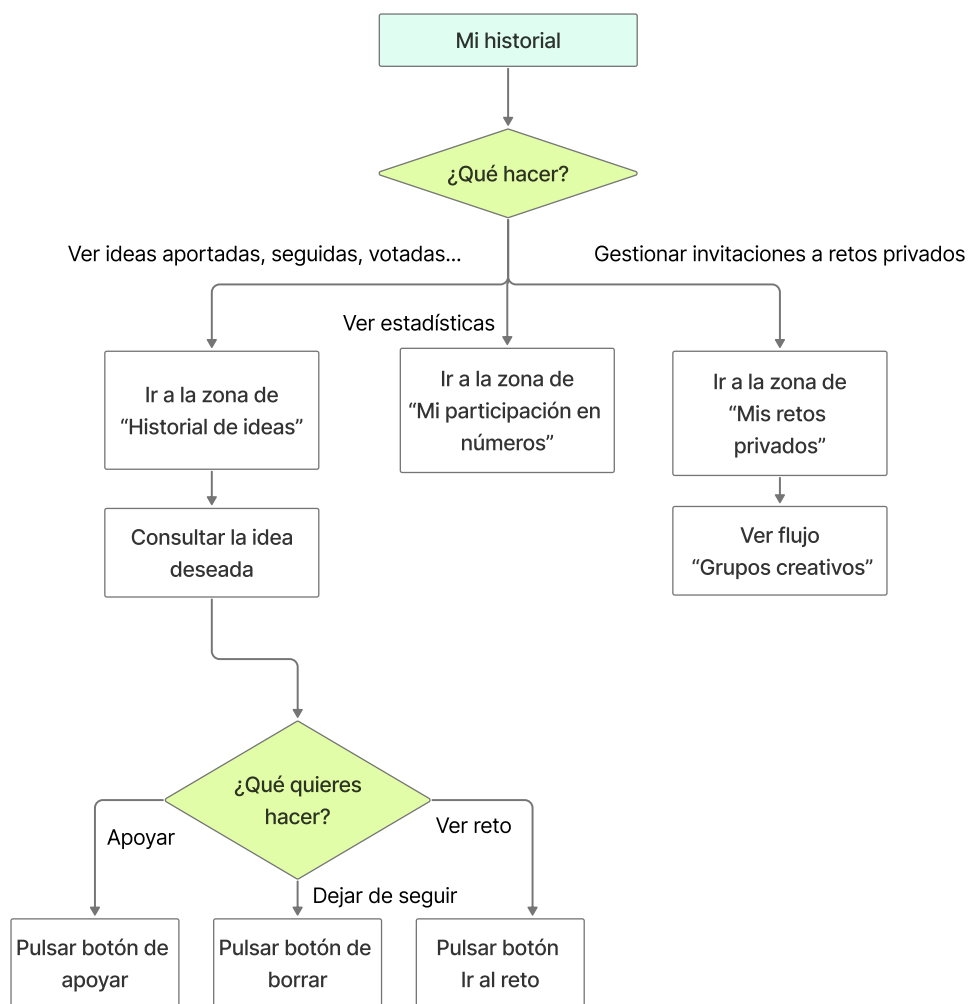 Mi historial
¿Qué hacer?
Ver ideas aportadas, seguidas, votadas...
Gestionar invitaciones a retos privados
Ver estadísticas
Ir a la zona de
“Historial de ideas”
Ir a la zona de
“Mi participación en
números”
Ir a la zona de
“Mis retos
privados”
Consultar la idea
deseada
Ver flujo
“Grupos creativos”
¿Qué quieres
hacer?
Apoyar
Ver reto
Dejar de seguir
Pulsar botón de
apoyar
Pulsar botón de
borrar
Pulsar botón
Ir al reto